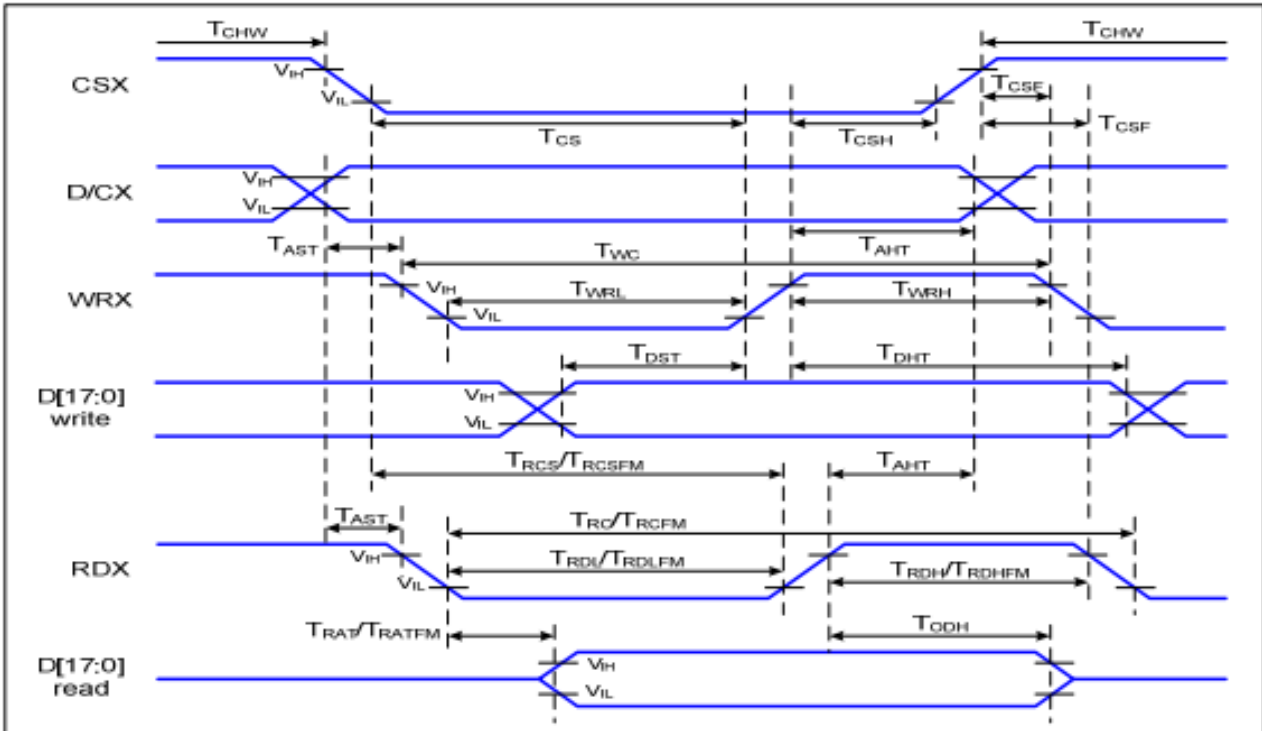 TCHW TCHW
CSX VIH VIL TCSF
TCS TCSH TCSF
D/CX VIH VIL
TAST TWC TAHT
WRX VIH VIL TWRL TWRH
TDST TDHT
D[17:0] write VIH VIL
TRCS/TRCSFM TAHT
TAST TRC/TRCFM
RDX VIH VIL TRDL/TRDLFM TRDH/TRDHFM
TRAT/TRATFM TODH
D[17:0] read VIH VIL